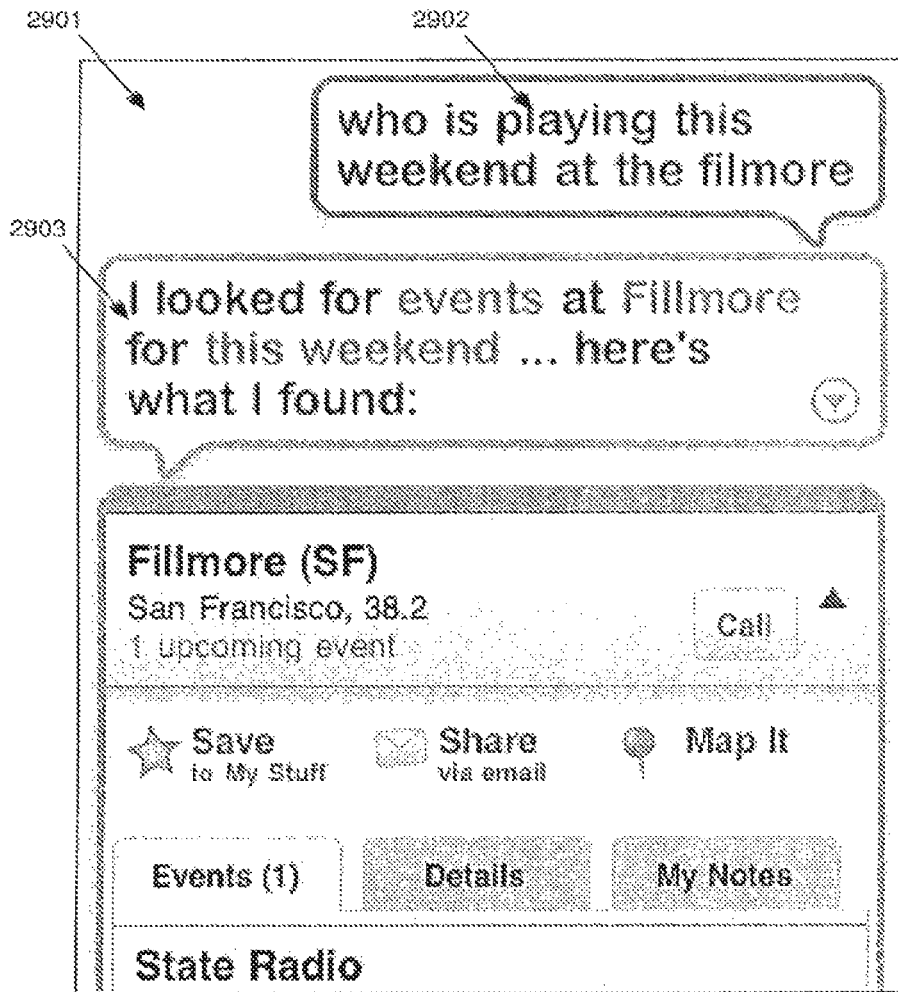 2901
2902
who is playing this
weekend at the filmore
2903
I looked for events at Fillmore
for this weekend ... here's
what I found:
Fillmore (SF)
San Francisco, 38.2
1 upcoming event
Call
Save
to My Stuff
Share
via email
Map It
Events (1)
Details
My Notes
State Radio